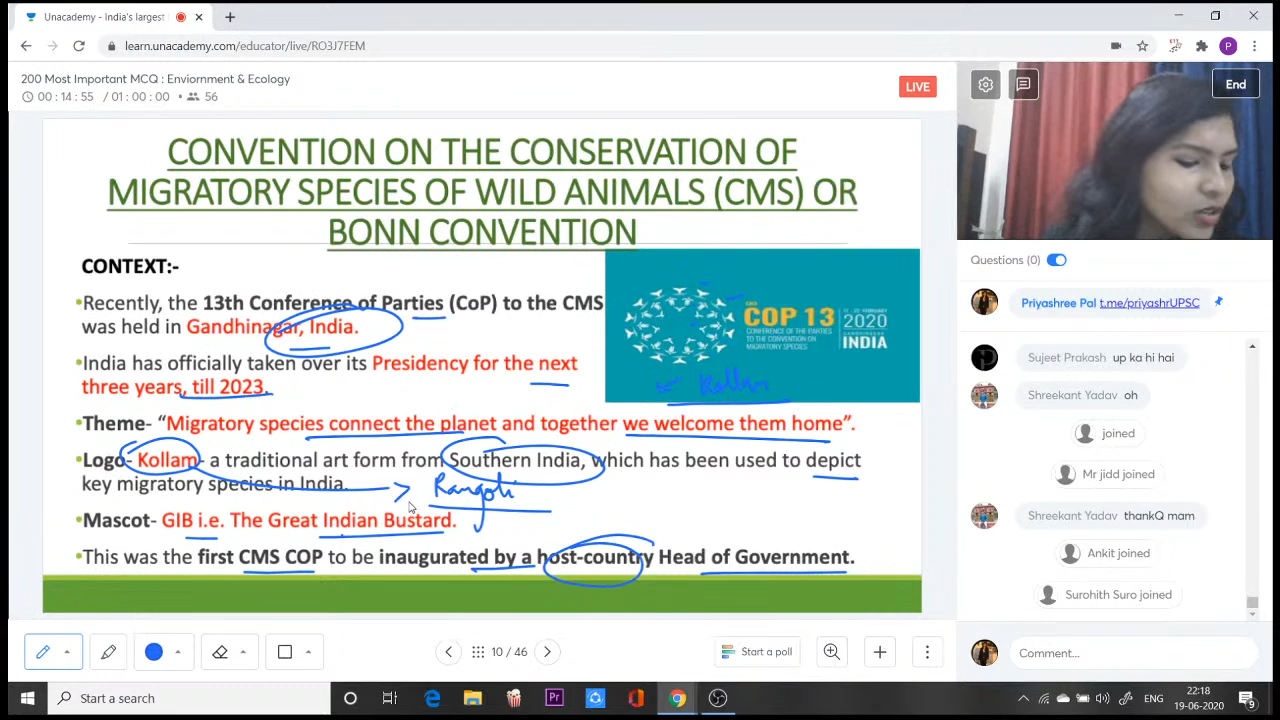 Unacademy - India's largest
learn.unacademy.com/educator/live/RO3J7FEM
P
200 Most Important MCQ : Enviornment & Ecology
00 : 14 : 55 / 01 : 00 : 00 • 56
LIVE
End
CONVENTION ON THE CONSERVATION OF
MIGRATORY SPECIES OF WILD ANIMALS (CMS) OR
BONN CONVENTION
CONTEXT:-
•Recently, the 13th Conference of Parties (CoP) to the CMS
was held in Gandhinagar, India.
•India has officially taken over its Presidency for the next
three years, till 2023.
COP 13
CONFERENCE OF THE PARTIES
TO THE CONVENTION ON
MIGRATORY SPECIES
2020
INDIA
Kollam
•Theme- “Migratory species connect the planet and together we welcome them home”.
•Logo- Kollam- a traditional art form from Southern India, which has been used to depict
key migratory species in India.
Rangoli
•Mascot- GIB i.e. The Great Indian Bustard.
•This was the first CMS COP to be inaugurated by a host-country Head of Government.
Questions (0)
Priyashree Pal t.me/priyashrUPSC
Sujeet Prakash up ka hi hai
Shreekant Yadav oh
joined
Mr jidd joined
Shreekant Yadav thnnkQ mam
Ankit joined
Surohith Suro joined
10 / 46
Start a poll
Comment...
Start a search
Pr
ENG
22:18
19-06-2020
9